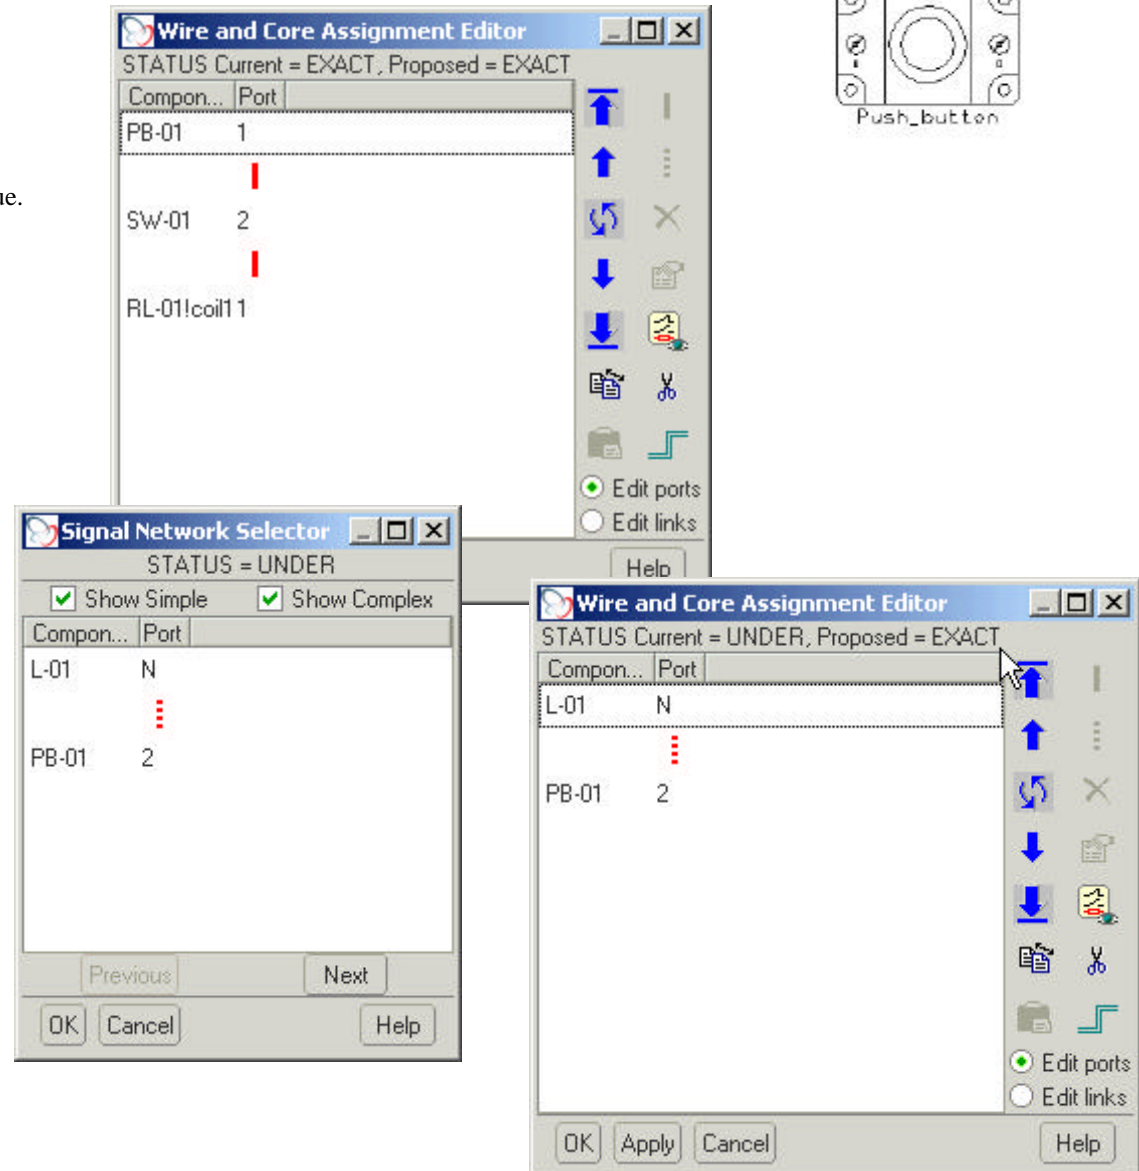 Wire and Core Assignment Editor
STATUS Current = EXACT, Proposed = EXACT
Compon... Port
PB-01 1
SW-01 2
RL-01!coil1 1
Edit ports
Edit links
Help
Push_button
ue.
Signal Network Selector
STATUS = UNDER
Show Simple Show Complex
Compon... Port
L-01 N
PB-01 2
Previous Next
OK Cancel Help
Wire and Core Assignment Editor
STATUS Current = UNDER, Proposed = EXACT
Compon... Port
L-01 N
PB-01 2
Edit ports
Edit links
OK Apply Cancel Help